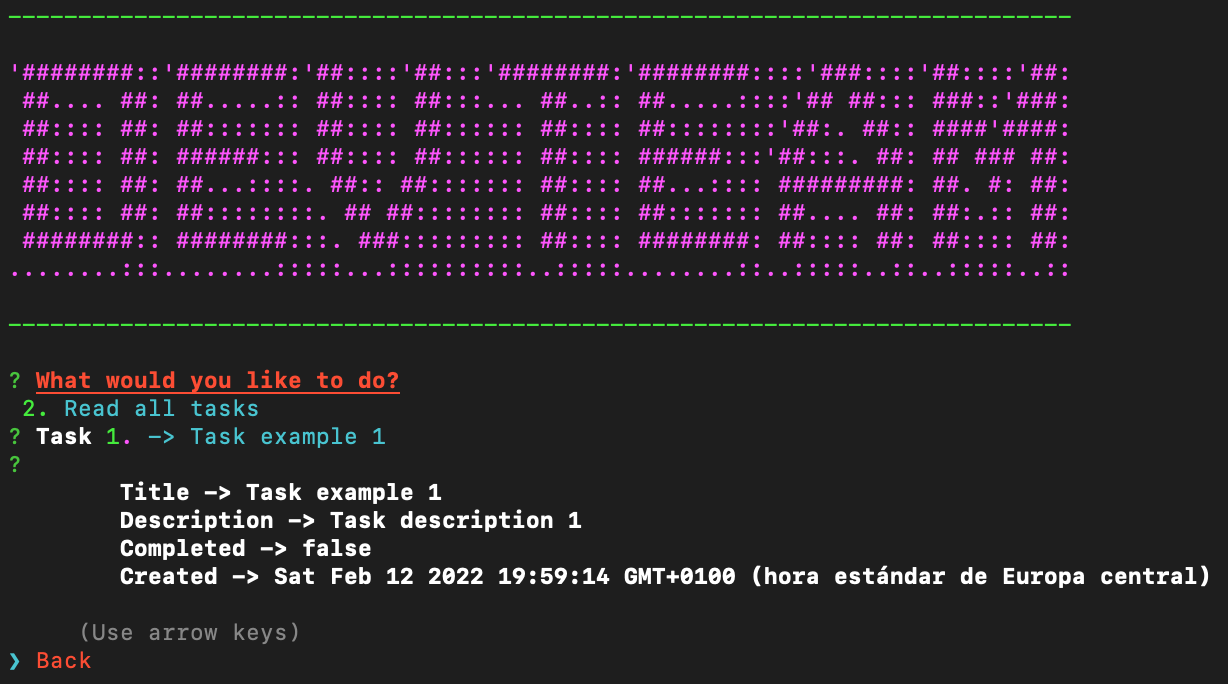 --------------------------------------------------------------------------------
'########::'########:'##::::'##:::'########:'########::::'###::::'##::::'##:
 ##.... ##: ##.....:: ##:::: ##:::... ##..:: ##.....::::'## ##::: ###::'###:
 ##:::: ##: ##::::::: ##:::: ##:::::: ##:::: ##::::::::'##:. ##:: ####'####:
 ##:::: ##: ######::: ##:::: ##:::::: ##:::: ######:::'##:::. ##: ## ### ##:
 ##:::: ##: ##...::::. ##:: ##::::::: ##:::: ##...:::: #########: ##. #: ##:
 ##:::: ##: ##::::::::. ## ##:::::::: ##:::: ##::::::: ##.... ##: ##:.:: ##:
 ########:: ########:::. ###::::::::: ##:::: ########: ##:::: ##: ##:::: ##:
........:::........:::::...::::::::::..:::::........::..:::::..::..:::::..::
--------------------------------------------------------------------------------
? What would you like to do?
 2. Read all tasks
? Task 1. -> Task example 1
?
        Title -> Task example 1
        Description -> Task description 1
        Completed -> false
        Created -> Sat Feb 12 2022 19:59:14 GMT+0100 (hora estándar de Europa central)
     (Use arrow keys)
❯ Back